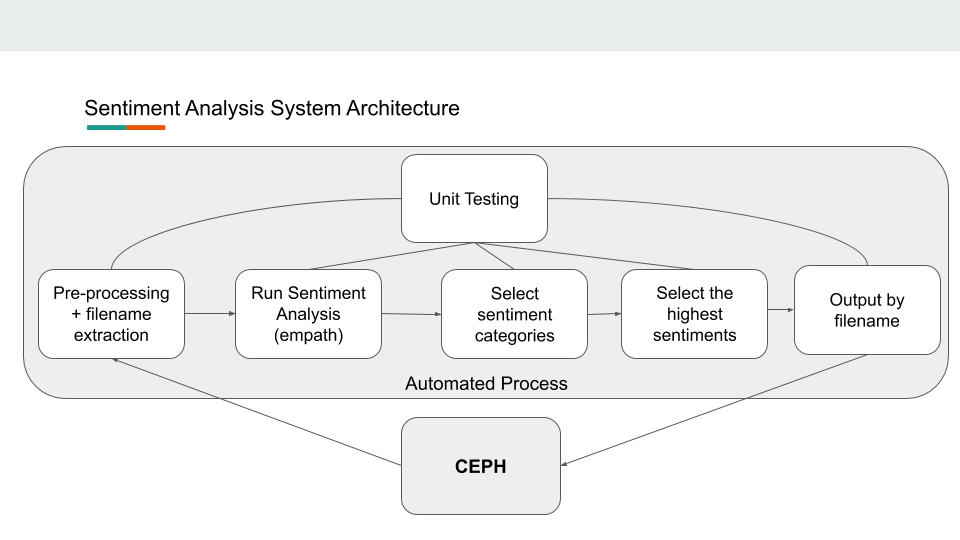 Sentiment Analysis System Architecture
Unit Testing
Pre-processing
+ filename
extraction
Run Sentiment
Analysis
(empath)
Select
sentiment
categories
Select the
highest
sentiments
Output by
filename
Automated Process
CEPH